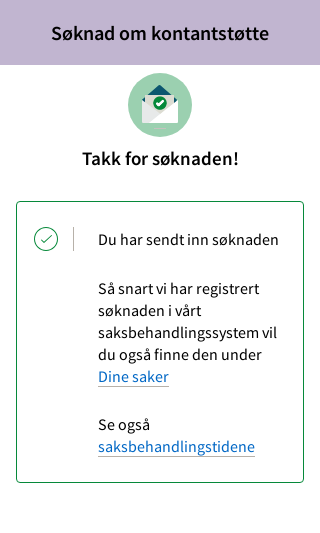 Søknad om kontantstøtte
Takk for søknaden!
Du har sendt inn søknaden
Så snart vi har registrert
søknaden i vårt
saksbehandlingssystem vil
du også finne den under
Dine saker
Se også
saksbehandlingstidene